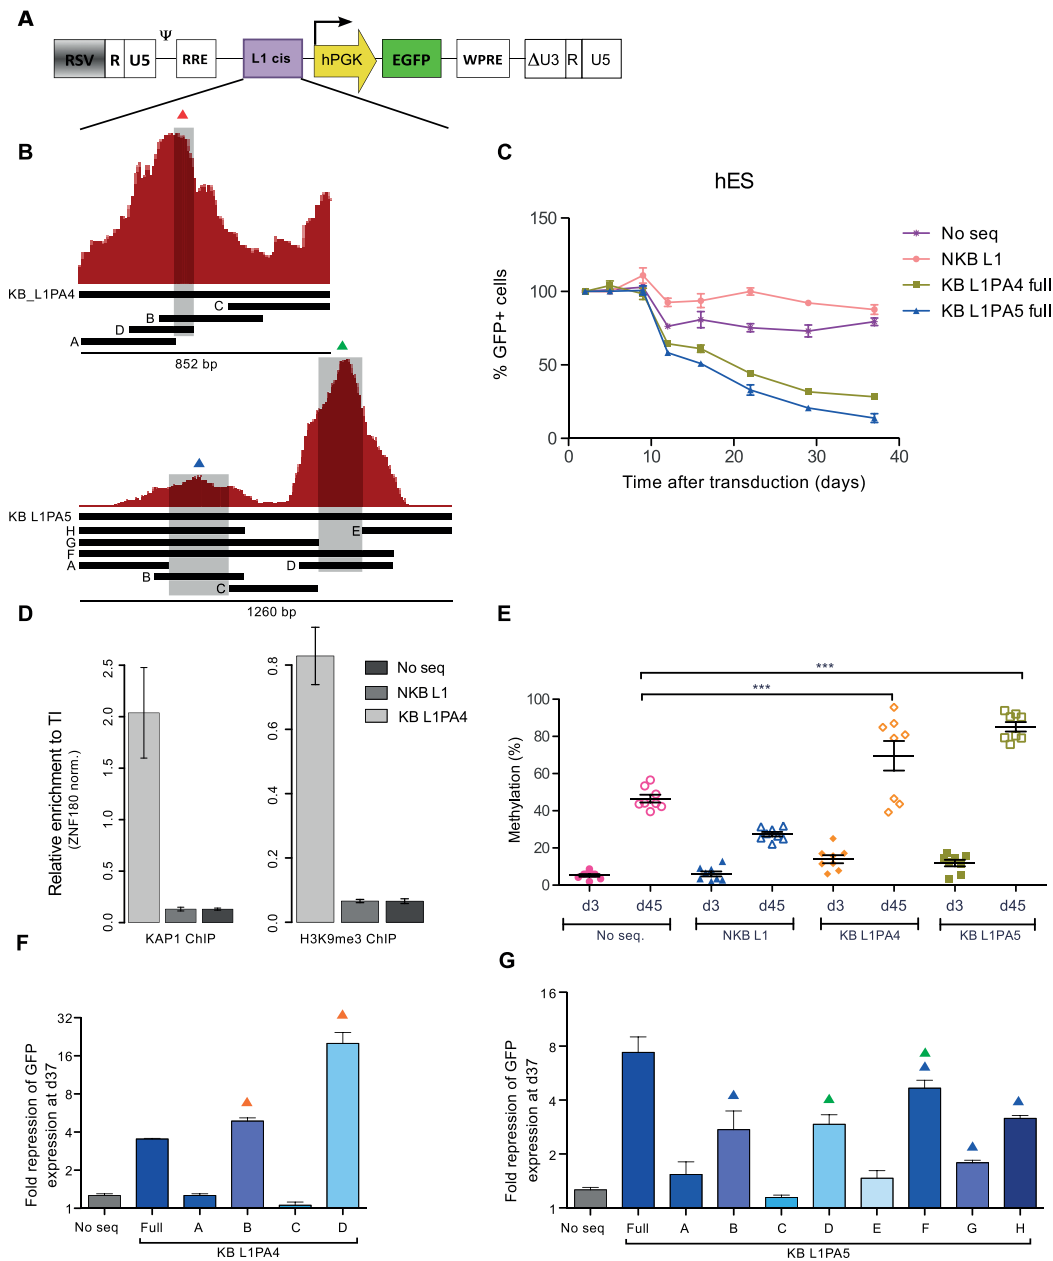 A
Ψ
RSV R U5 RRE L1 cis hPGK EGFP WPRE ΔU3 R U5
B
KB_L1PA4
C
B
D
A
852 bp
KB L1PA5
H
E
G
F
A
D
B
C
1260 bp
C
hES
% GFP+ cells
150
100
50
0
0 10 20 30 40
Time after transduction (days)
No seq
NKB L1
KB L1PA4 full
KB L1PA5 full
D
Relative enrichment to TI
(ZNF180 norm.)
2.5
2.0
1.5
1.0
0.5
0.0
KAP1 ChIP
0.8
0.6
0.4
0.2
0.0
H3K9me3 ChIP
No seq
NKB L1
KB L1PA4
E
***
***
Methylation (%)
100
80
60
40
20
0
d3 d45 d3 d45 d3 d45 d3 d45
No seq. NKB L1 KB L1PA4 KB L1PA5
F
Fold repression of GFP
expression at d37
32
16
8
4
2
1
No seq Full A B C D
KB L1PA4
G
Fold repression of GFP
expression at d37
16
8
4
2
1
No seq Full A B C D E F G H
KB L1PA5